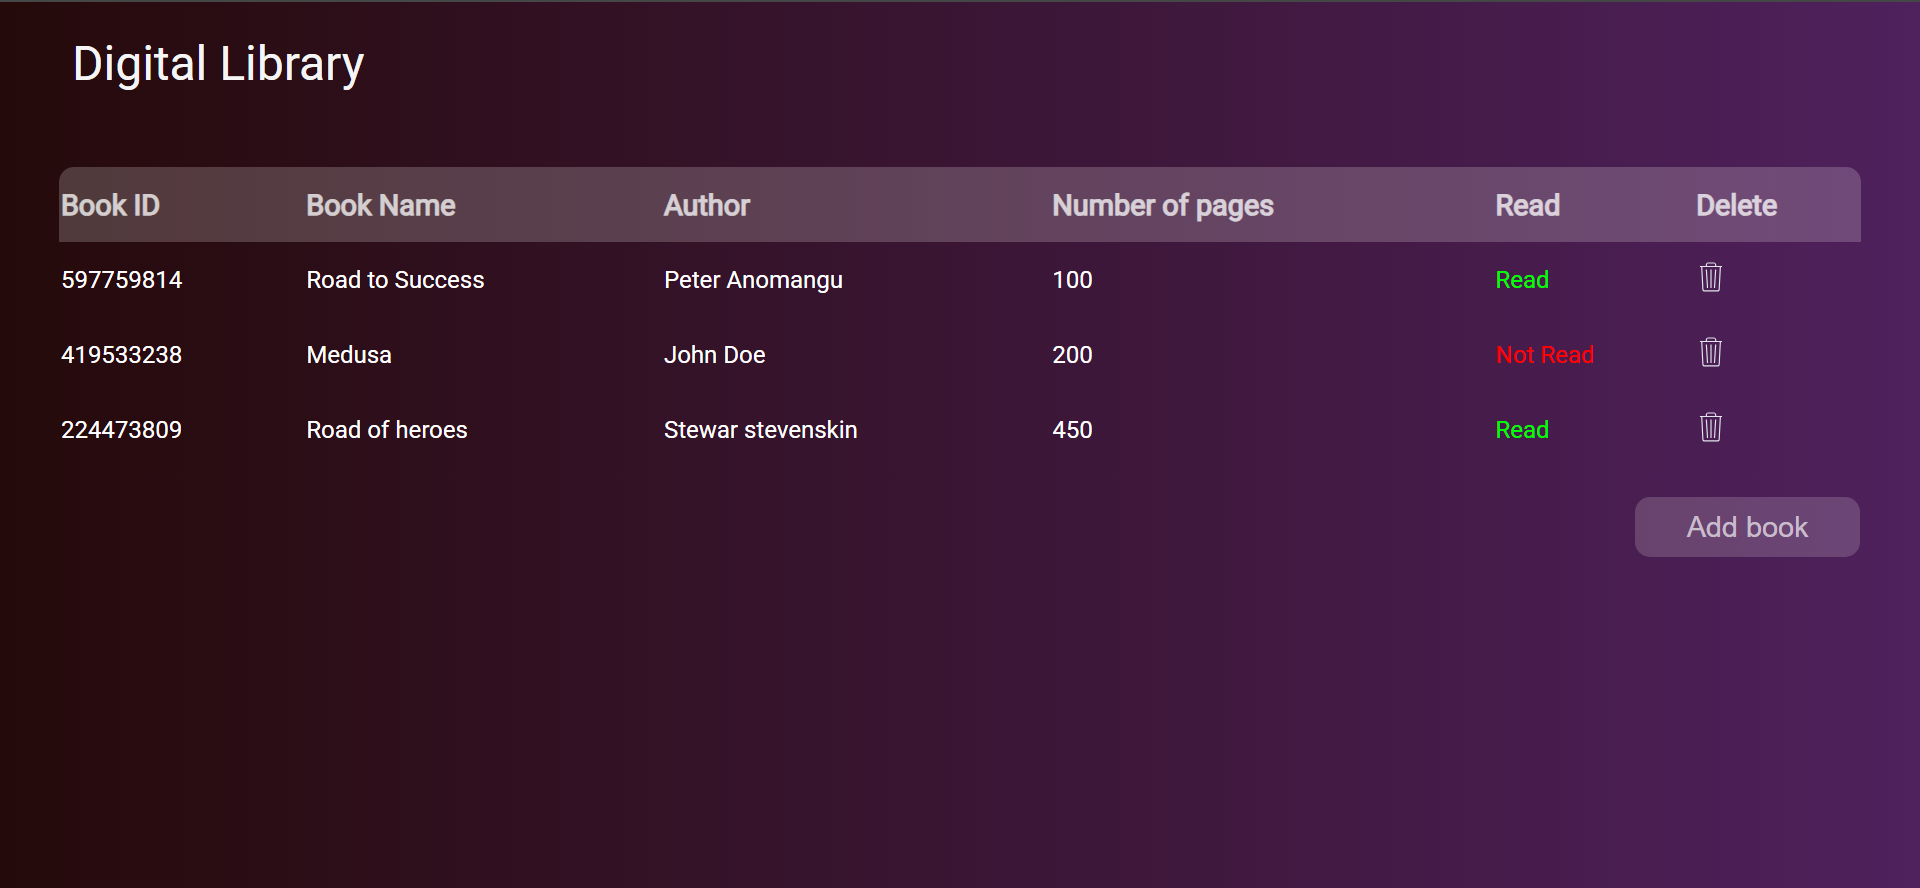 Digital Library
Book ID Book Name Author Number of pages Read Delete
597759814 Road to Success Peter Anomangu 100 Read
419533238 Medusa John Doe 200 Not Read
224473809 Road of heroes Stewar stevenskin 450 Read
Add book